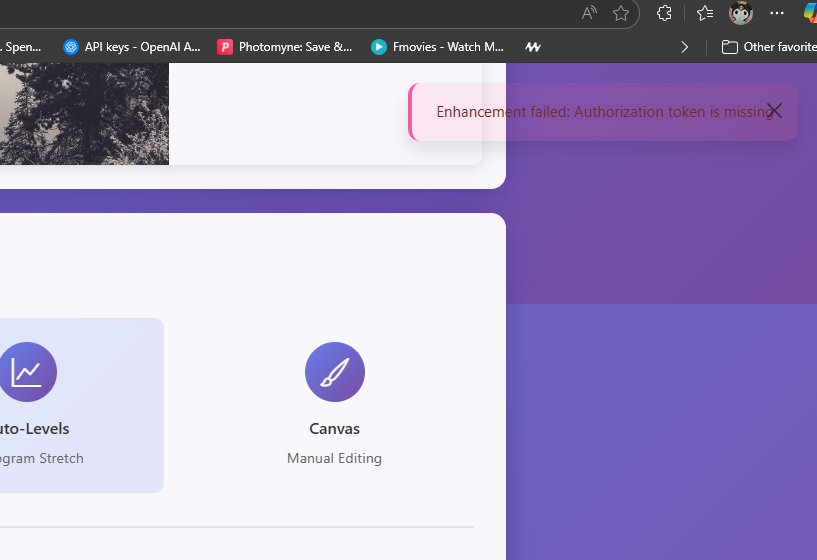 . Spen...
API keys - OpenAI A...
Photomyne: Save &...
Fmovies - Watch M...
Other favorite
Enhancement failed: Authorization token is missing
uto-Levels
Canvas
ogram Stretch
Manual Editing